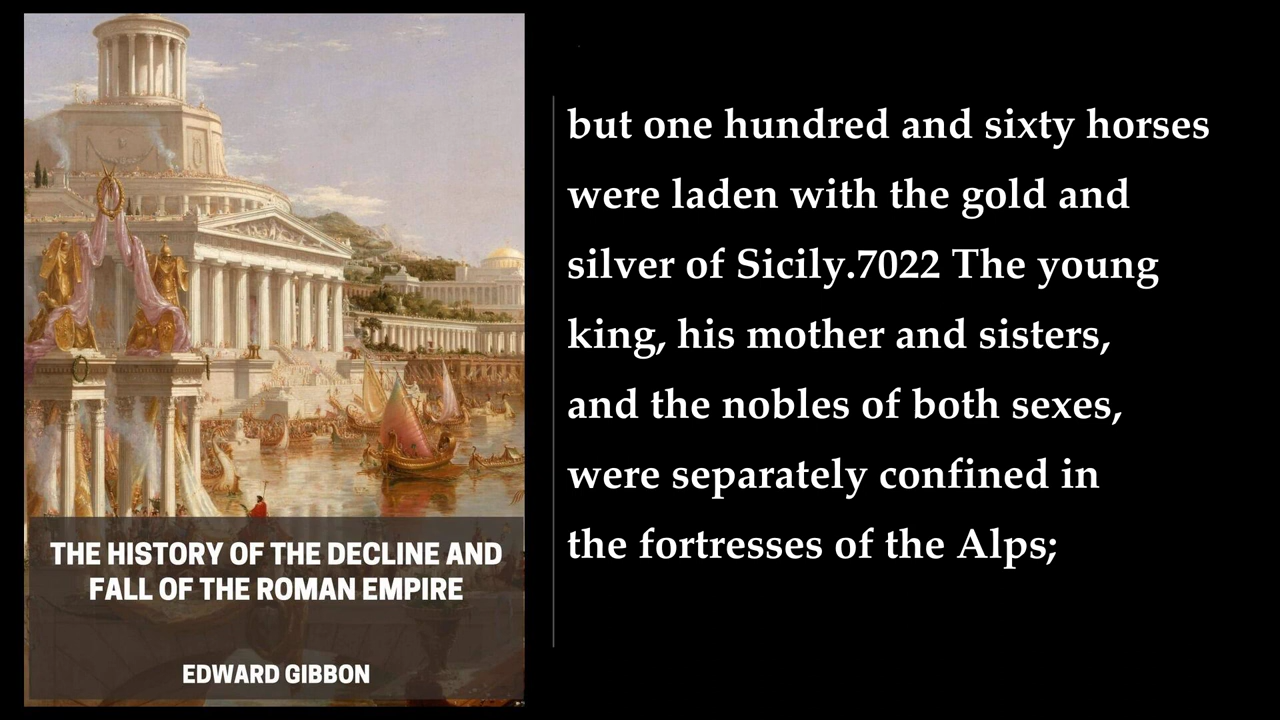 THE HISTORY OF THE DECLINE AND
FALL OF THE ROMAN EMPIRE
EDWARD GIBBON
but one hundred and sixty horses
were laden with the gold and
silver of Sicily.7022 The young
king, his mother and sisters,
and the nobles of both sexes,
were separately confined in
the fortresses of the Alps;